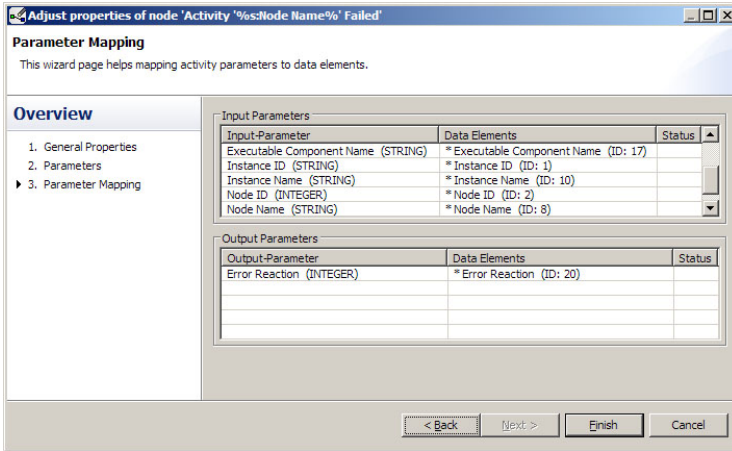 Adjust properties of node 'Activity '%s:Node Name%' Failed'
Parameter Mapping
This wizard page helps mapping activity parameters to data elements.
Overview
1. General Properties
2. Parameters
3. Parameter Mapping
Input Parameters
Input-Parameter Data Elements Status
Executable Component Name (STRING) * Executable Component Name (ID: 17)
Instance ID (STRING) * Instance ID (ID: 1)
Instance Name (STRING) * Instance Name (ID: 10)
Node ID (INTEGER) * Node ID (ID: 2)
Node Name (STRING) * Node Name (ID: 8)
Output Parameters
Output-Parameter Data Elements Status
Error Reaction (INTEGER) * Error Reaction (ID: 20)
< Back Next > Finish Cancel